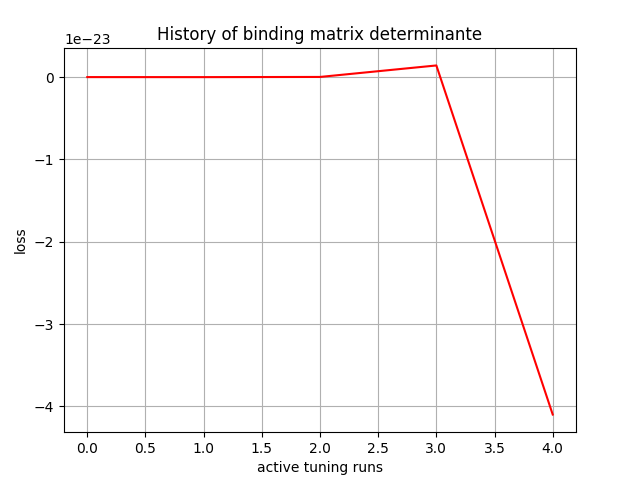 History of binding matrix determinante
1e−23
0
−1
−2
−3
−4
loss
0.0 0.5 1.0 1.5 2.0 2.5 3.0 3.5 4.0
active tuning runs